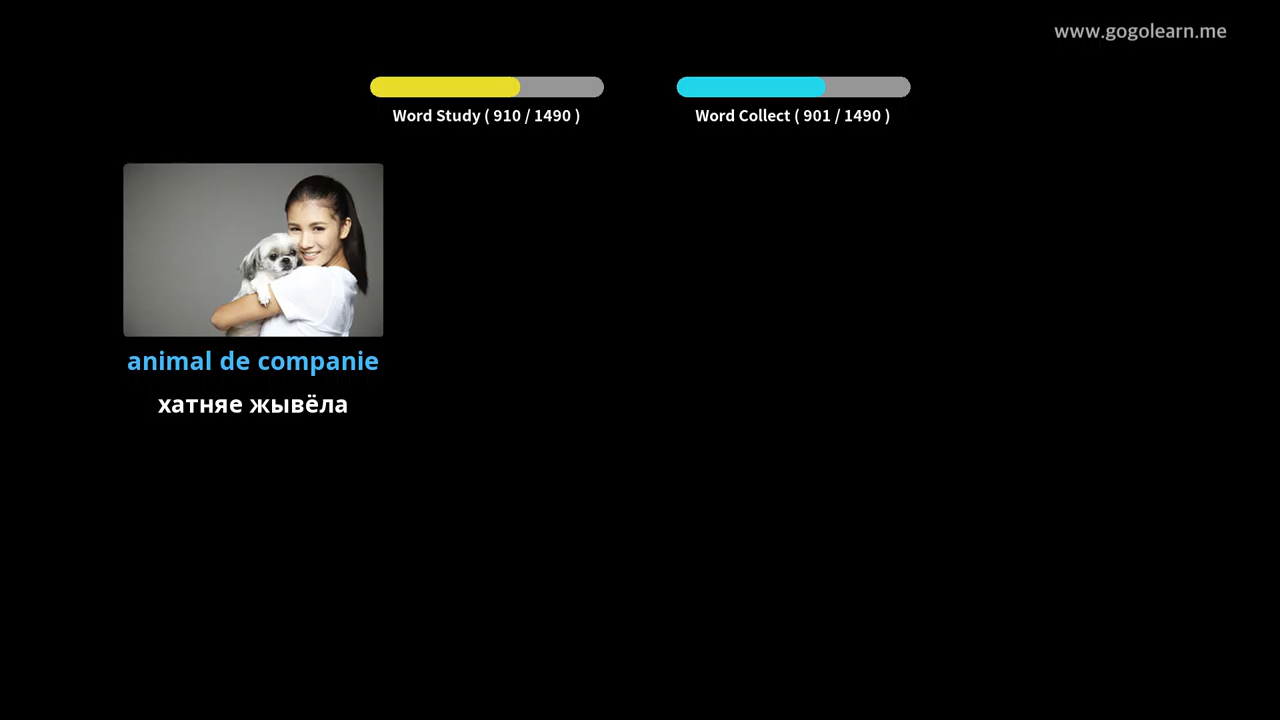 www.gogolearn.me
Word Study ( 910 / 1490 )
Word Collect ( 901 / 1490 )
animal de companie
хатняе жывёла